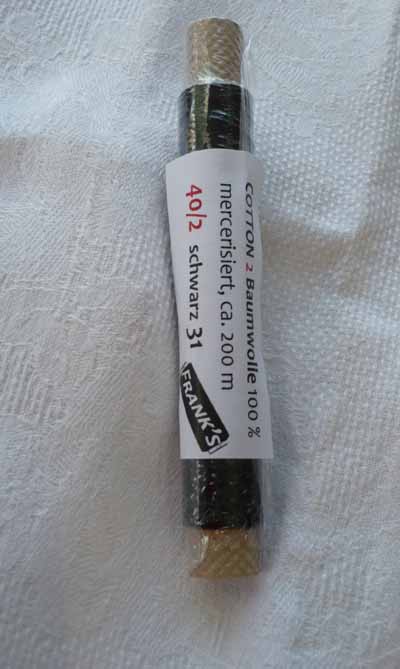 COTTON 2 Baumwolle 100 %
mercerisiert, ca. 200 m
40/2 schwarz 31
FRANK'S